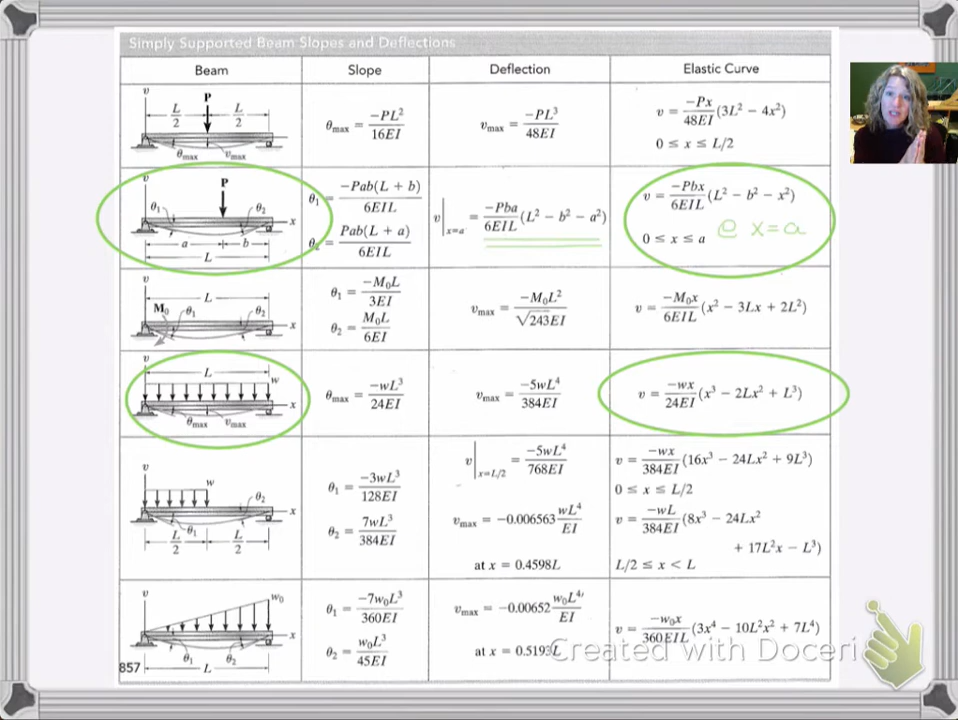 Simply Supported Beam Slopes and Deflections
Beam Slope Deflection Elastic Curve
v P L/2 L/2 θmax vmax
θmax = -PL²/16EI
vmax = -PL³/48EI
v = -Px/48EI (3L² - 4x²)
0 ≤ x ≤ L/2
v P θ1 θ2 x a b L
θ1 = -Pab(L + b)/6EIL
θ = Pab(L + a)/6EIL
v|x=a = -Pba/6EIL (L² - b² - a²)
v = -Pbx/6EIL (L² - b² - x²)
0 ≤ x ≤ a @ x=a
v L M0 θ1 θ2 x
θ1 = -M0L/3EI
θ2 = M0L/6EI
vmax = -M0L²/√243EI
v = -M0x/6EIL (x² - 3Lx + 2L²)
v L w x θmax vmax
θmax = -wL³/24EI
vmax = -5wL⁴/384EI
v = -wx/24EI (x³ - 2Lx² + L³)
v w θ2 x θ1 L/2 L/2
θ1 = -3wL³/128EI
θ2 = 7wL³/384EI
v|x=L/2 = -5wL⁴/768EI
vmax = -0.006563 wL⁴/EI
at x = 0.4598L
v = -wx/384EI (16x³ - 24Lx² + 9L³)
0 ≤ x ≤ L/2
v = -wL/384EI (8x³ - 24Lx²
+ 17L²x - L³)
L/2 ≤ x < L
v w0 x θ1 θ2 L
θ1 = -7w0L³/360EI
θ2 = w0L³/45EI
vmax = -0.00652 w0L⁴/EI
at x = 0.5193L
v = -w0x/360EIL (3x⁴ - 10L²x² + 7L⁴)
857
Created with Doceri